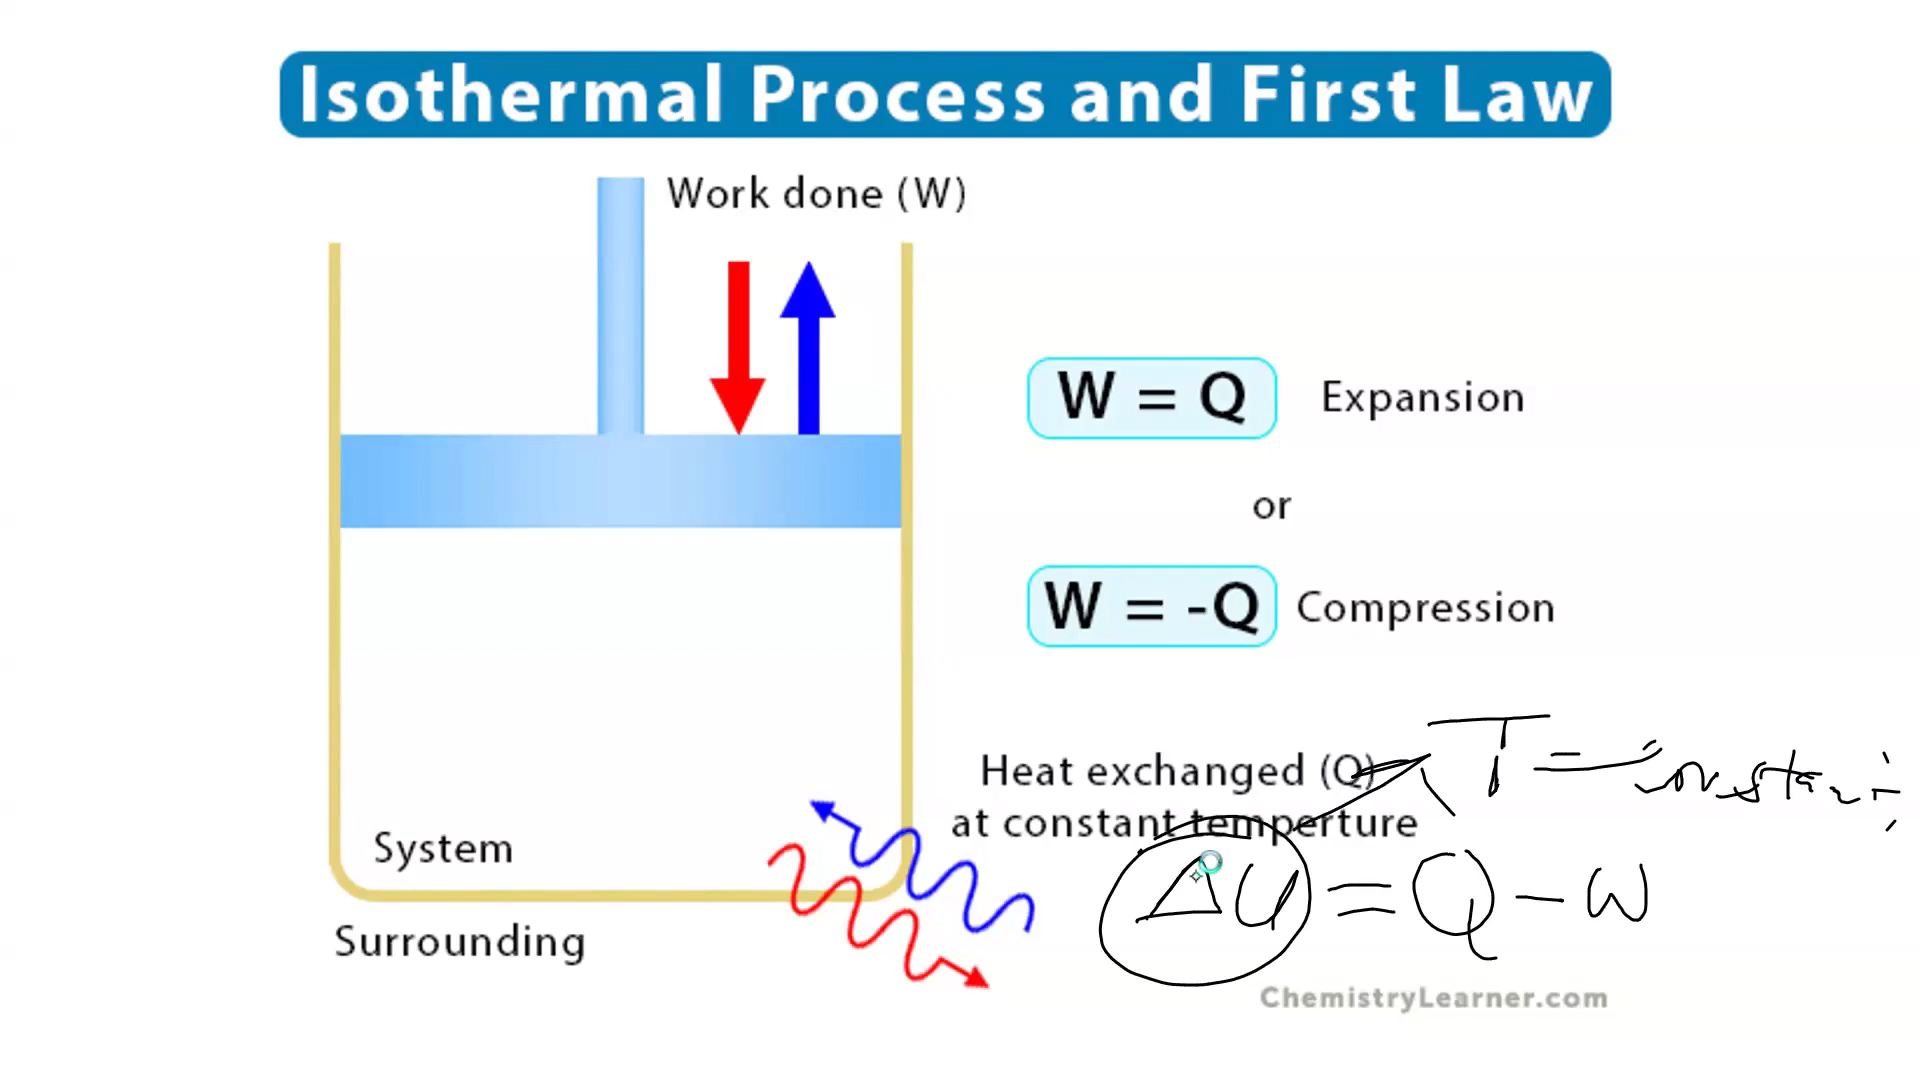 Isothermal Process and First Law
Work done (W)
W = Q Expansion
or
W = -Q Compression
Heat exchanged (Q)
T = constant
at constant temperture
System
ΔU = Q - W
Surrounding
ChemistryLearner.com